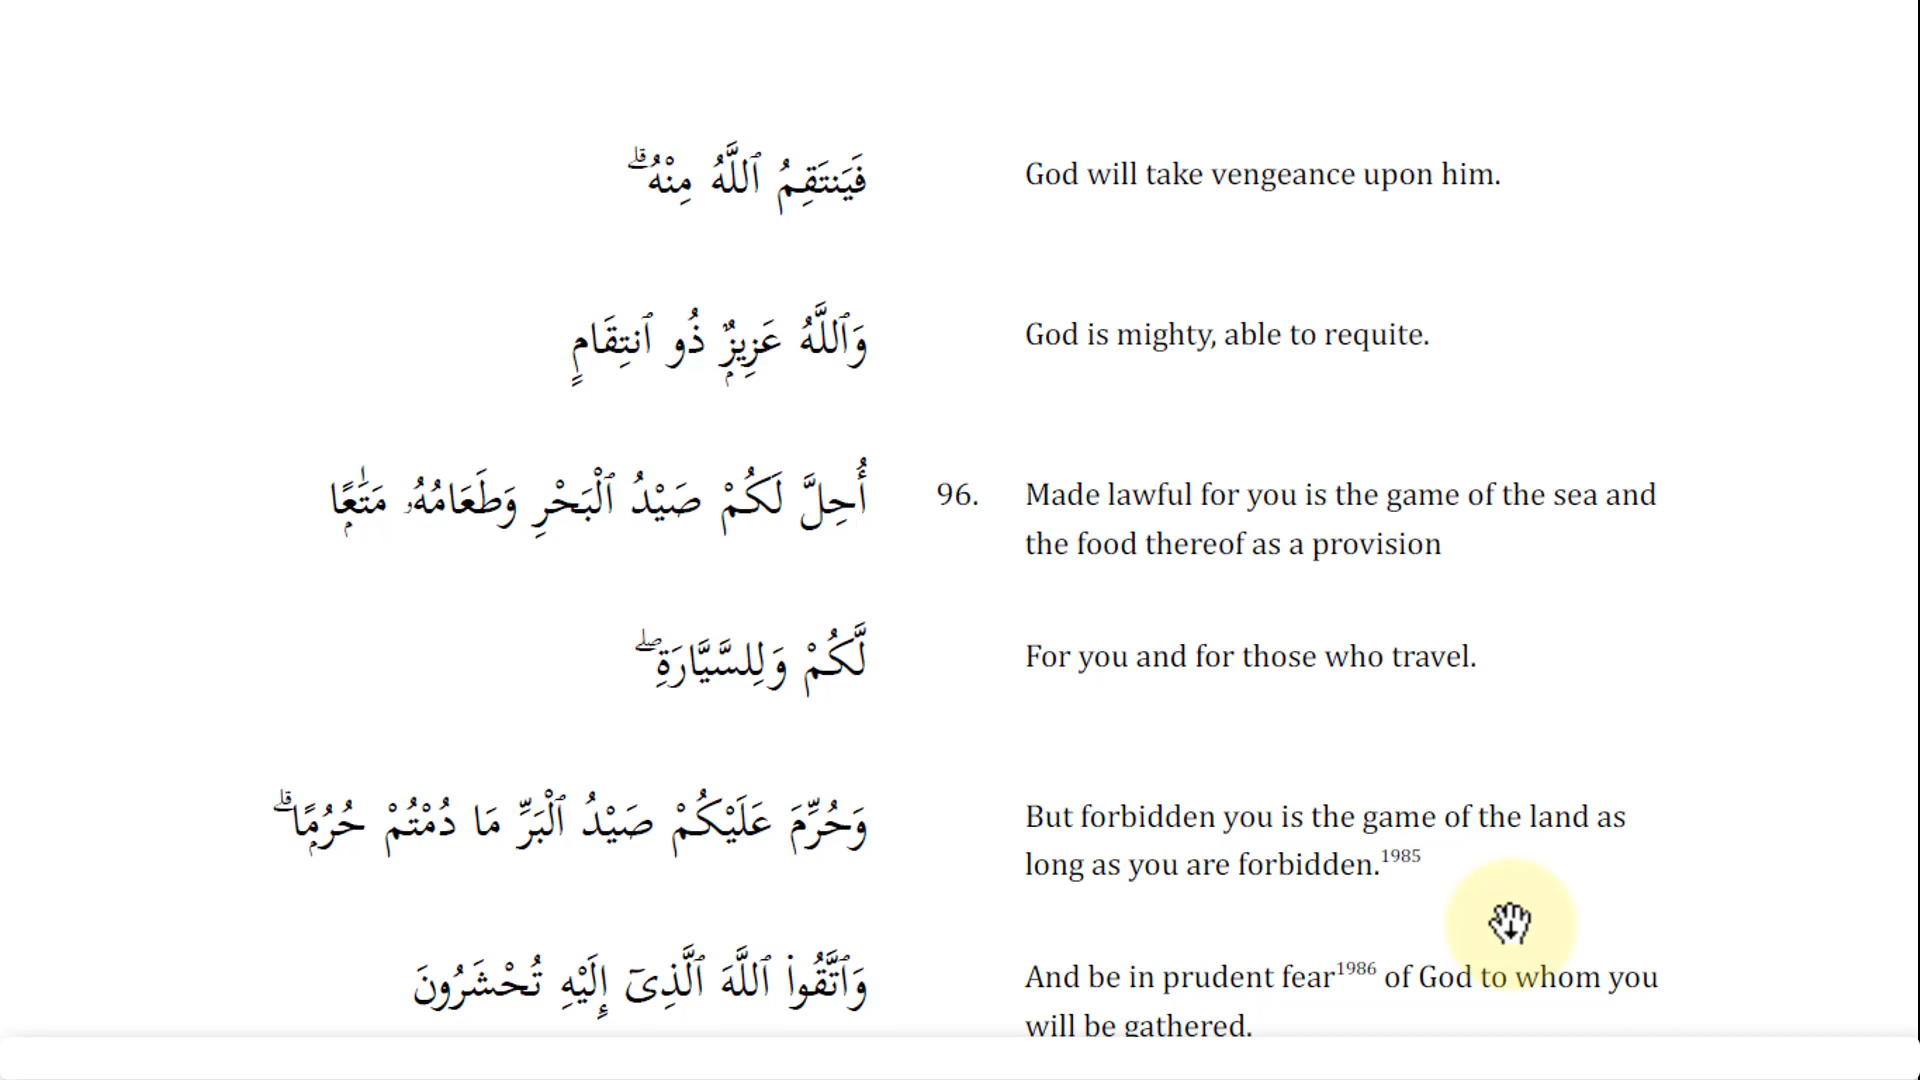 فَيَنتَقِمُ ٱللَّهُ مِنْهُ ۗ
God will take vengeance upon him.
وَٱللَّهُ عَزِيزٌ ذُو ٱنتِقَامٍ
God is mighty, able to requite.
أُحِلَّ لَكُمْ صَيْدُ ٱلْبَحْرِ وَطَعَامُهُۥ مَتَٰعًا
96. Made lawful for you is the game of the sea and
the food thereof as a provision
لَّكُمْ وَلِلسَّيَّارَةِ ۖ
For you and for those who travel.
وَحُرِّمَ عَلَيْكُمْ صَيْدُ ٱلْبَرِّ مَا دُمْتُمْ حُرُمًا ۗ
But forbidden you is the game of the land as
long as you are forbidden.1985
وَٱتَّقُوا۟ ٱللَّهَ ٱلَّذِىٓ إِلَيْهِ تُحْشَرُونَ
And be in prudent fear1986 of God to whom you
will be gathered.